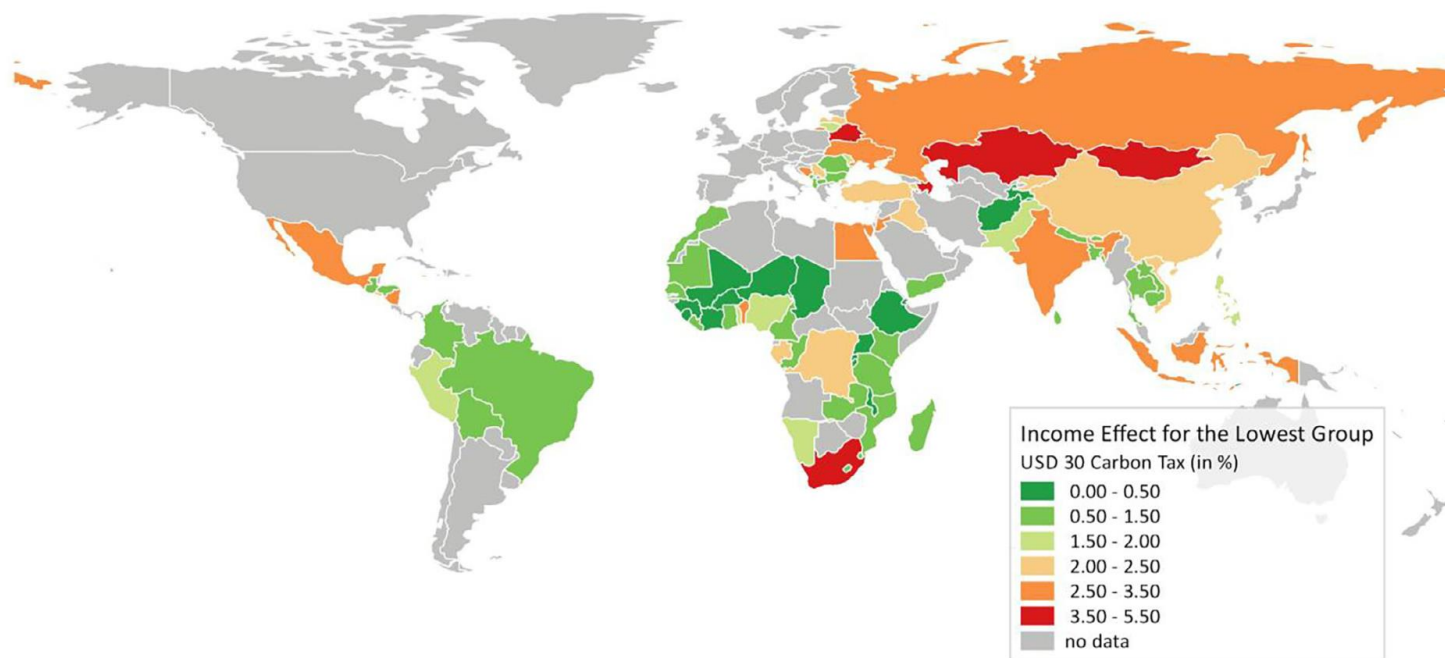 Income Effect for the Lowest Group
USD 30 Carbon Tax (in %)
0.00 - 0.50
0.50 - 1.50
1.50 - 2.00
2.00 - 2.50
2.50 - 3.50
3.50 - 5.50
no data